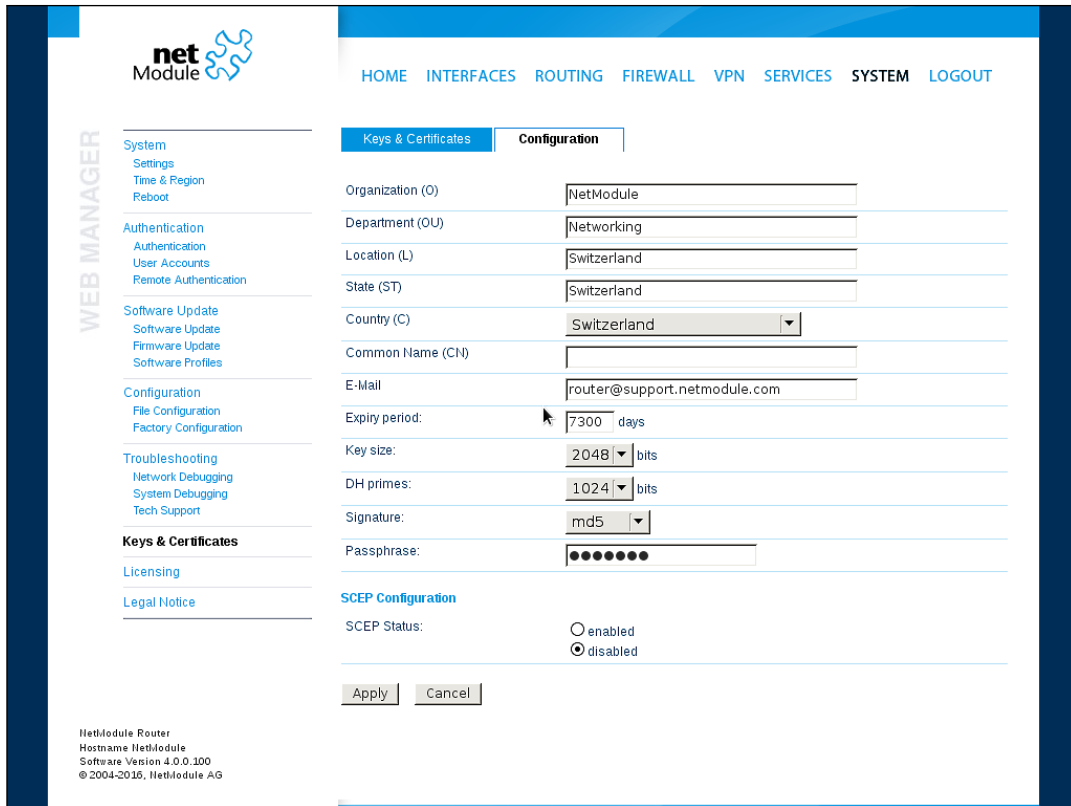 net
Module
HOME INTERFACES ROUTING FIREWALL VPN SERVICES SYSTEM LOGOUT
WEB MANAGER
System
Settings
Time & Region
Reboot
Authentication
Authentication
User Accounts
Remote Authentication
Software Update
Software Update
Firmware Update
Software Profiles
Configuration
File Configuration
Factory Configuration
Troubleshooting
Network Debugging
System Debugging
Tech Support
Keys & Certificates
Licensing
Legal Notice
Keys & Certificates Configuration
Organization (O) NetModule
Department (OU) Networking
Location (L) Switzerland
State (ST) Switzerland
Country (C) Switzerland
Common Name (CN)
E-Mail router@support.netmodule.com
Expiry period: 7300 days
Key size: 2048 bits
DH primes: 1024 bits
Signature: md5
Passphrase: ●●●●●●●
SCEP Configuration
SCEP Status: enabled
disabled
Apply Cancel
NetModule Router
Hostname NetModule
Software Version 4.0.0.100
© 2004-2016, NetModule AG